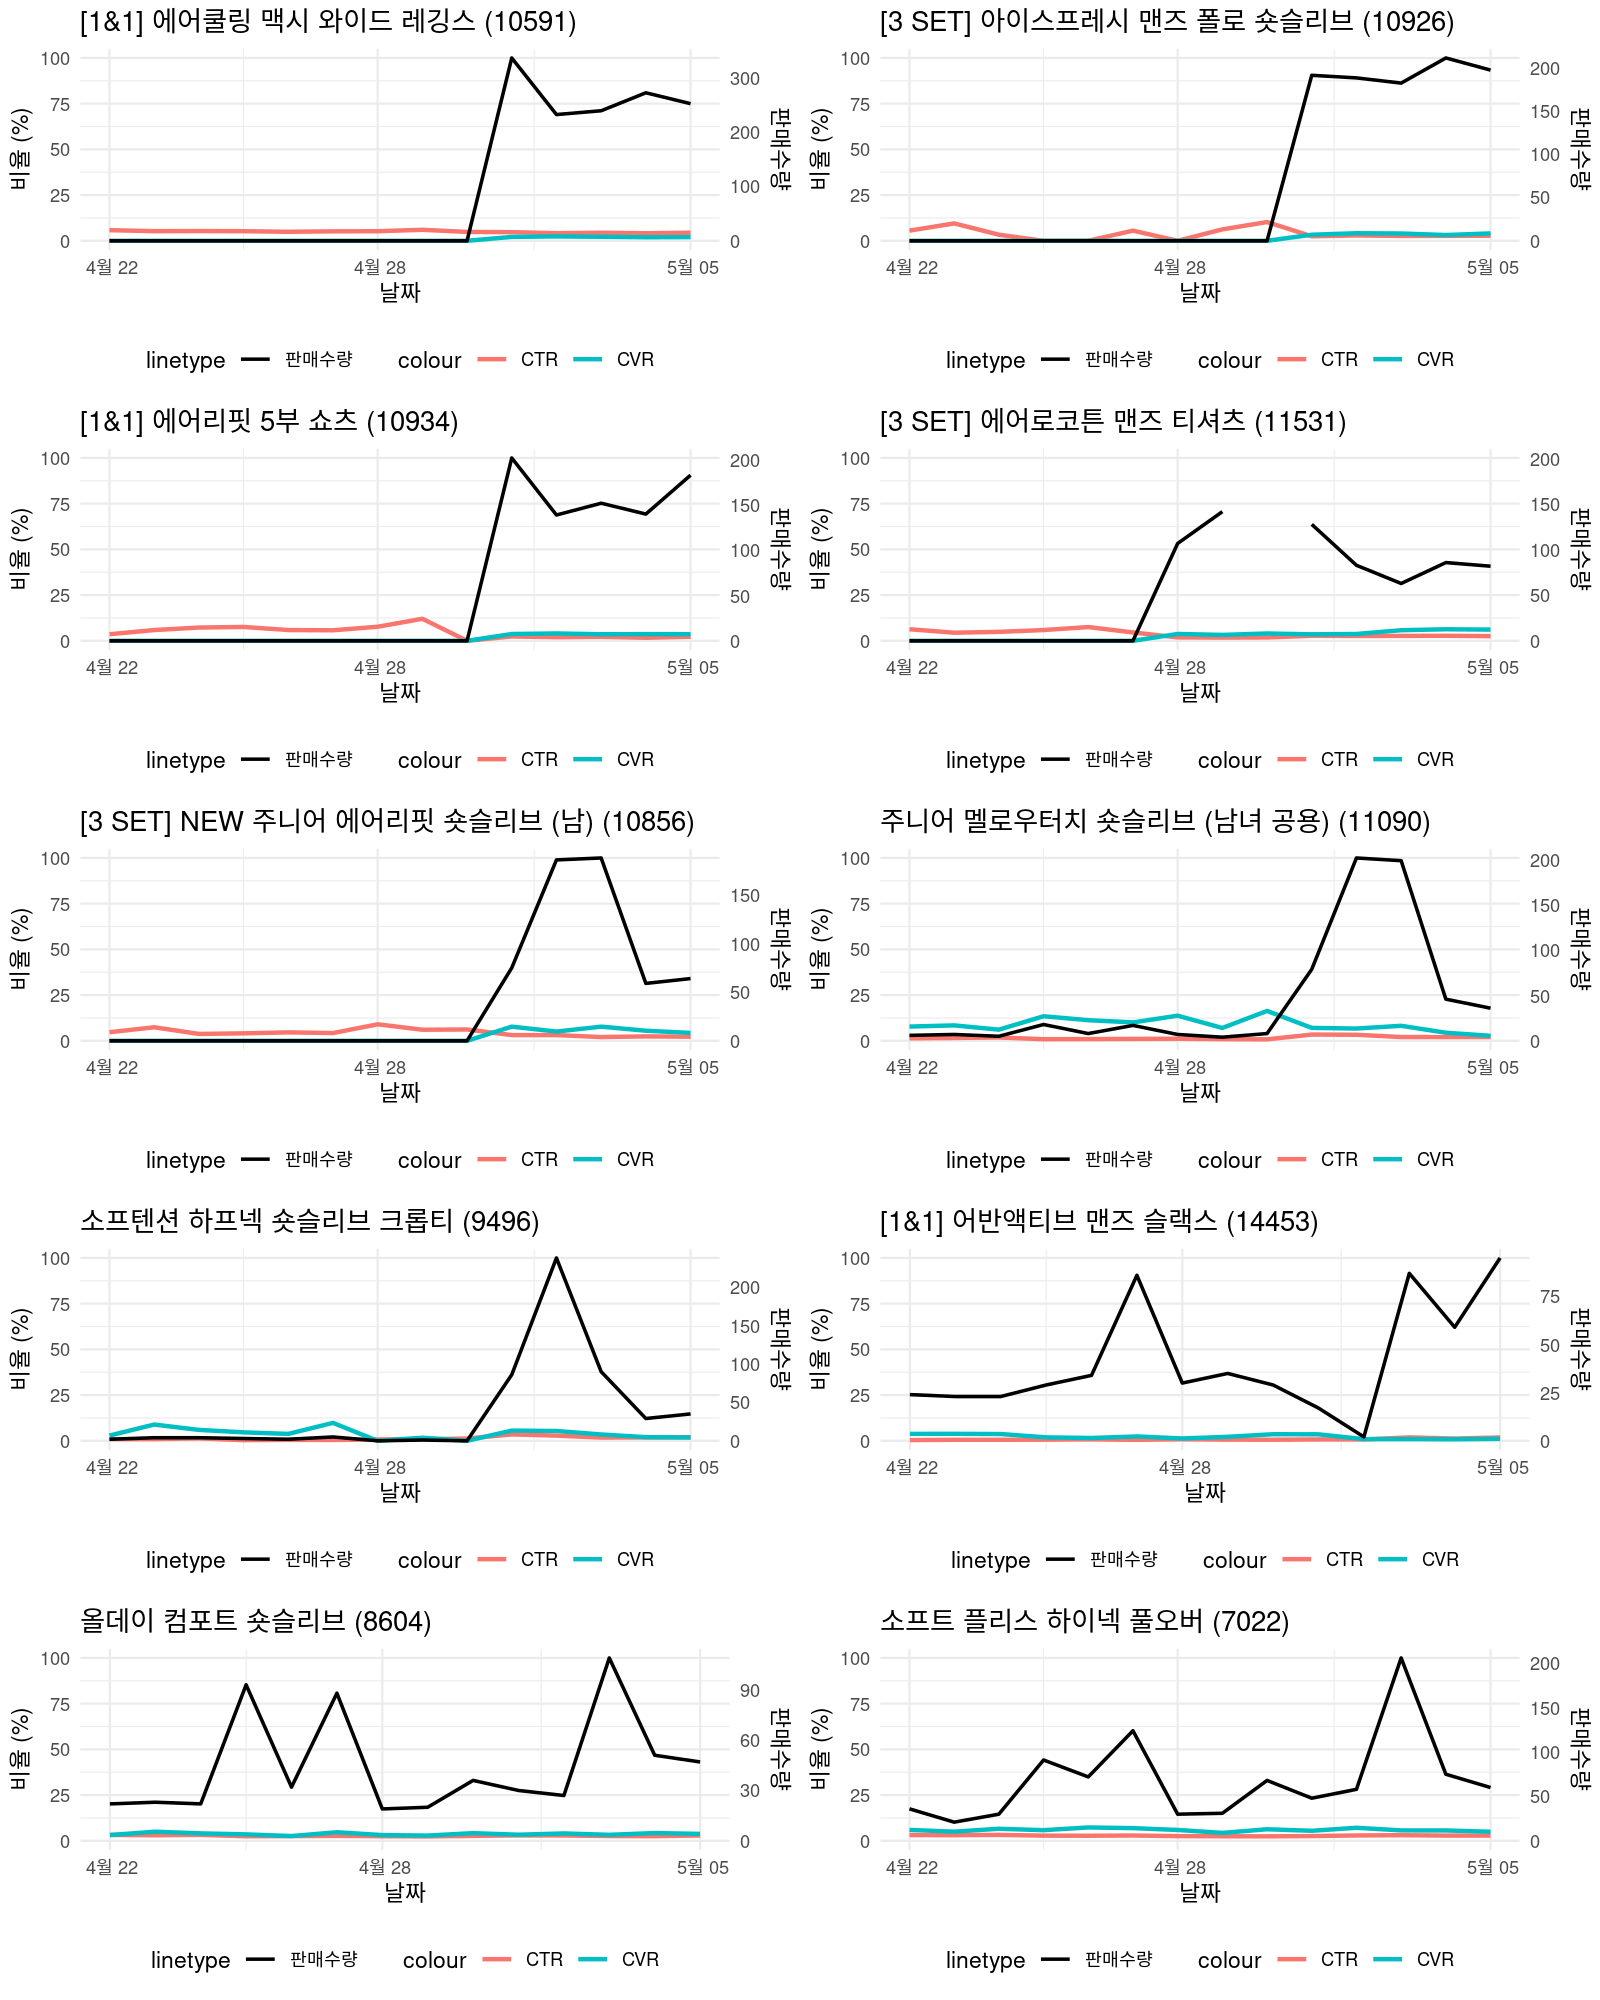 [1&1] 에어쿨링 맥시 와이드 레깅스 (10591)
비율 (%)
100
75
50
25
0
300
200
100
0
판매수량
4월 22
4월 28
5월 05
날짜
linetype 판매수량 colour CTR CVR
[3 SET] 아이스프레시 맨즈 폴로 숏슬리브 (10926)
비율 (%)
100
75
50
25
0
200
150
100
50
0
판매수량
4월 22
4월 28
5월 05
날짜
linetype 판매수량 colour CTR CVR
[1&1] 에어리핏 5부 쇼츠 (10934)
비율 (%)
100
75
50
25
0
200
150
100
50
0
판매수량
4월 22
4월 28
5월 05
날짜
linetype 판매수량 colour CTR CVR
[3 SET] 에어로코튼 맨즈 티셔츠 (11531)
비율 (%)
100
75
50
25
0
200
150
100
50
0
판매수량
4월 22
4월 28
5월 05
날짜
linetype 판매수량 colour CTR CVR
[3 SET] NEW 주니어 에어리핏 숏슬리브 (남) (10856)
비율 (%)
100
75
50
25
0
150
100
50
0
판매수량
4월 22
4월 28
5월 05
날짜
linetype 판매수량 colour CTR CVR
주니어 멜로우터치 숏슬리브 (남녀 공용) (11090)
비율 (%)
100
75
50
25
0
200
150
100
50
0
판매수량
4월 22
4월 28
5월 05
날짜
linetype 판매수량 colour CTR CVR
소프텐션 하프넥 숏슬리브 크롭티 (9496)
비율 (%)
100
75
50
25
0
200
150
100
50
0
판매수량
4월 22
4월 28
5월 05
날짜
linetype 판매수량 colour CTR CVR
[1&1] 어반액티브 맨즈 슬랙스 (14453)
비율 (%)
100
75
50
25
0
75
50
25
0
판매수량
4월 22
4월 28
5월 05
날짜
linetype 판매수량 colour CTR CVR
올데이 컴포트 숏슬리브 (8604)
비율 (%)
100
75
50
25
0
90
60
30
0
판매수량
4월 22
4월 28
5월 05
날짜
linetype 판매수량 colour CTR CVR
소프트 플리스 하이넥 풀오버 (7022)
비율 (%)
100
75
50
25
0
200
150
100
50
0
판매수량
4월 22
4월 28
5월 05
날짜
linetype 판매수량 colour CTR CVR